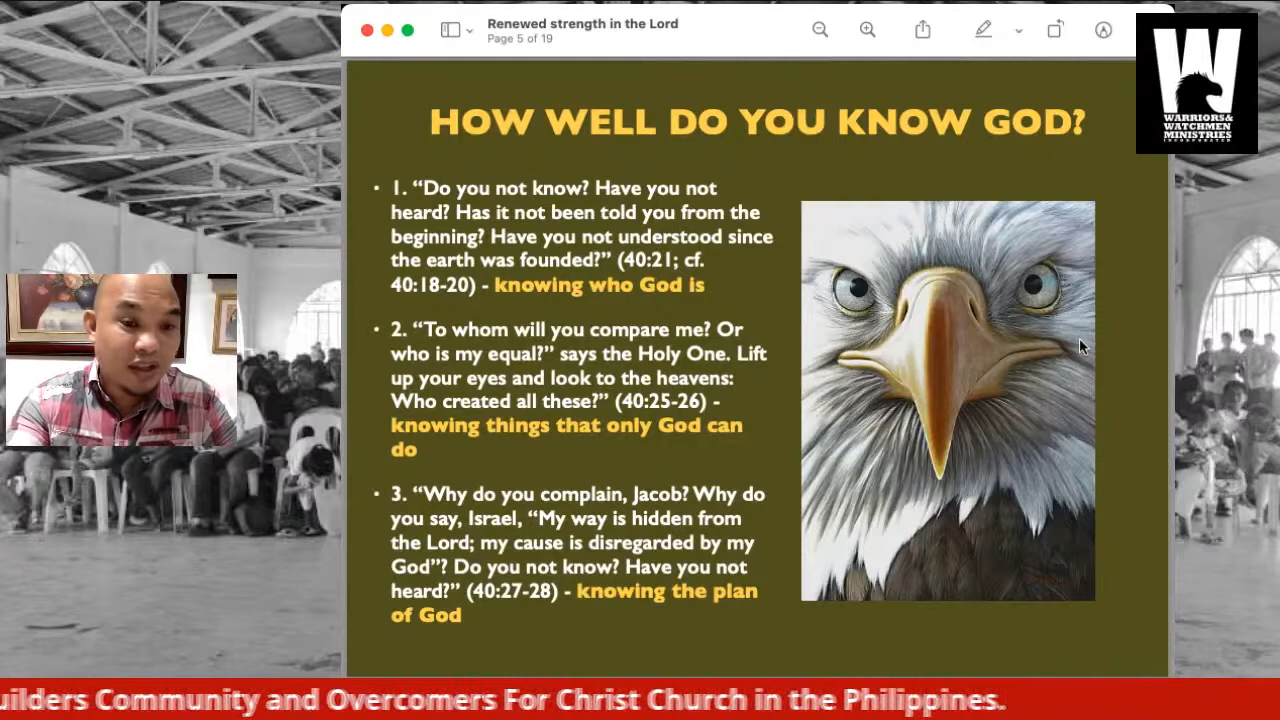 Renewed strength in the Lord
Page 5 of 19
W
WARRIORS&
WATCHMEN
MINISTRIES
INCORPORATED
HOW WELL DO YOU KNOW GOD?
• 1. “Do you not know? Have you not
heard? Has it not been told you from the
beginning? Have you not understood since
the earth was founded?” (40:21; cf.
40:18-20) - knowing who God is
• 2. “To whom will you compare me? Or
who is my equal?” says the Holy One. Lift
up your eyes and look to the heavens:
Who created all these?” (40:25-26) -
knowing things that only God can
do
• 3. “Why do you complain, Jacob? Why do
you say, Israel, “My way is hidden from
the Lord; my cause is disregarded by my
God”? Do you not know? Have you not
heard?” (40:27-28) - knowing the plan
of God
uilders Community and Overcomers For Christ Church in the Philippines.